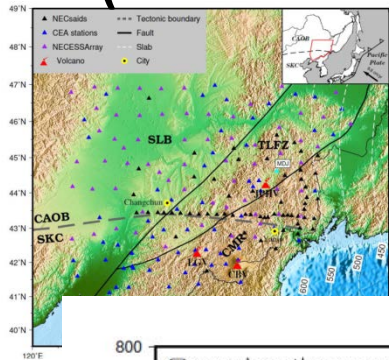 49°N
NECsaids
CEA stations
NECESSArray
Volcano
Tectonic boundary
Fault
Slab
City
CAOB
SKC
Pacific
Plate
48°N
47°N
46°N
45°N
44°N
43°N
42°N
41°N
40°N
SLB
TLFZ
MDJ
Changchun
CAOB
SKC
CMR
LGV
CBV
600
550
500
450
120°E
800